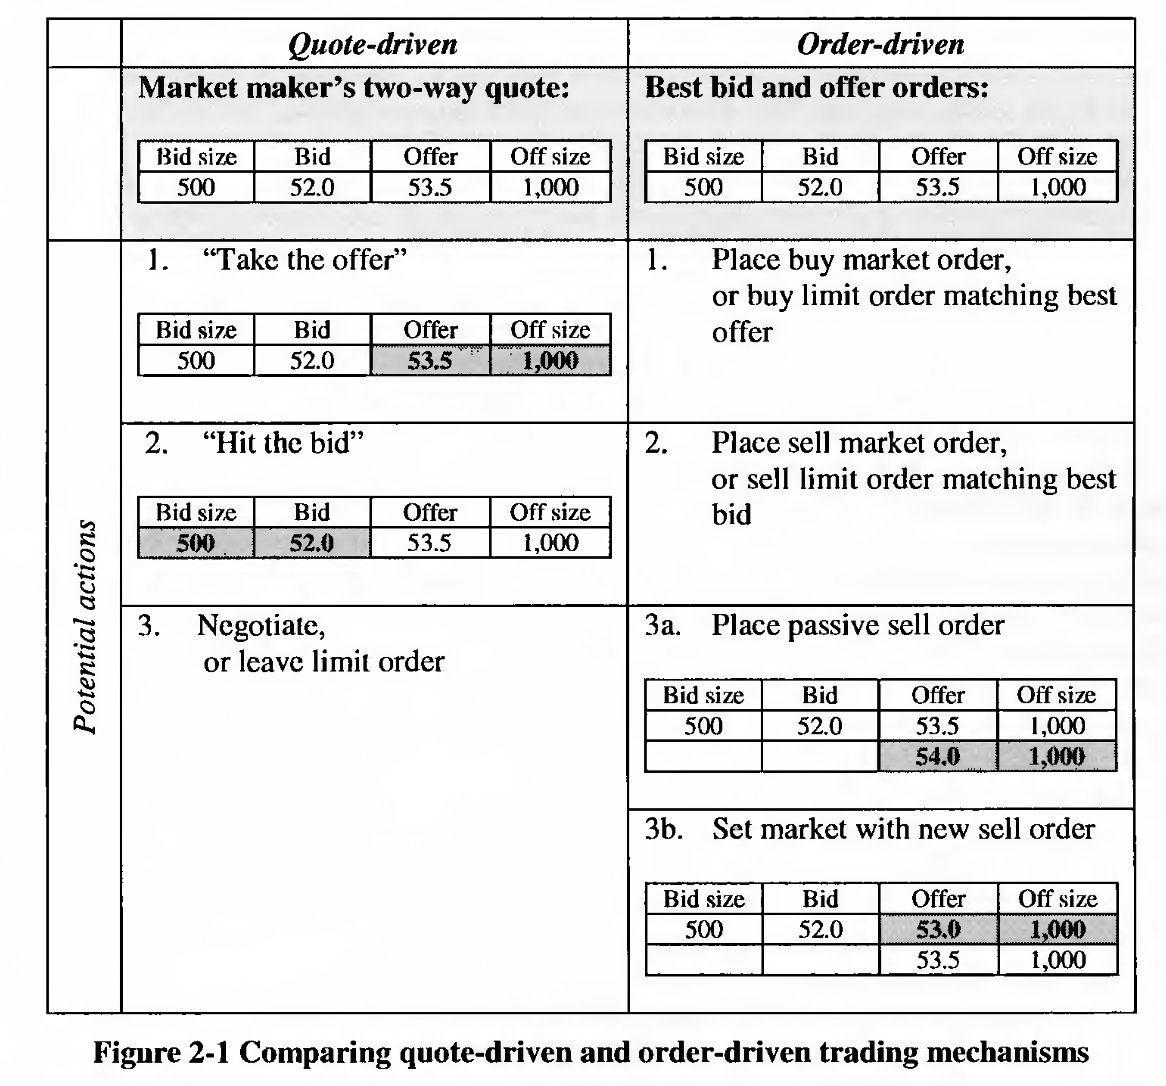 Quote-driven Order-driven
Market maker's two-way quote:
Bid size Bid Offer Off size
500 52.0 53.5 1,000
Best bid and offer orders:
Bid size Bid Offer Off size
500 52.0 53.5 1,000
Potential actions
1. "Take the offer"
Bid size Bid Offer Off size
500 52.0 53.5 1,000
1. Place buy market order,
or buy limit order matching best
offer
2. "Hit the bid"
Bid size Bid Offer Off size
500 52.0 53.5 1,000
2. Place sell market order,
or sell limit order matching best
bid
3. Negotiate,
or leave limit order
3a. Place passive sell order
Bid size Bid Offer Off size
500 52.0 53.5 1,000
54.0 1,000
3b. Set market with new sell order
Bid size Bid Offer Off size
500 52.0 53.0 1,000
53.5 1,000
Figure 2-1 Comparing quote-driven and order-driven trading mechanisms